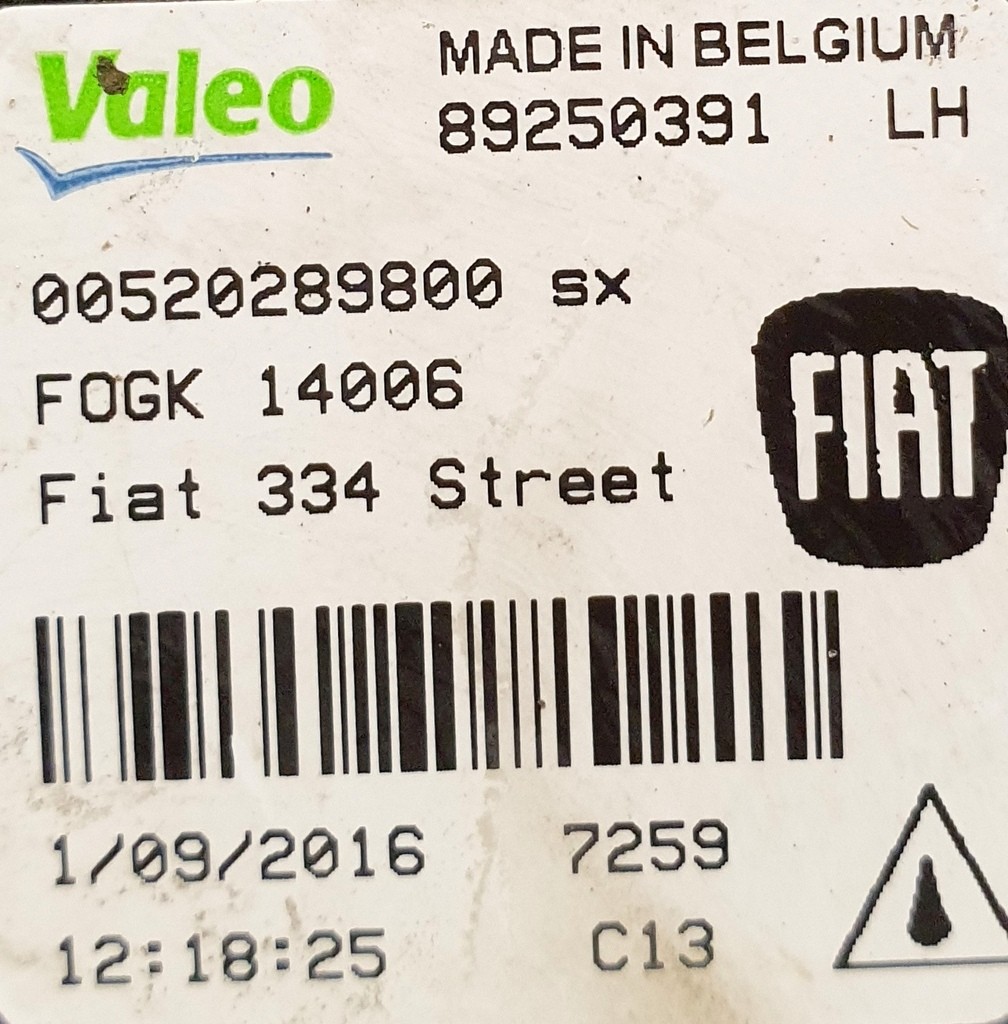 Valeo
MADE IN BELGIUM
89250391 LH
00520289800 sx
FOGK 14006
Fiat 334 Street
FIAT
1/09/2016 7259
12:18:25 C13